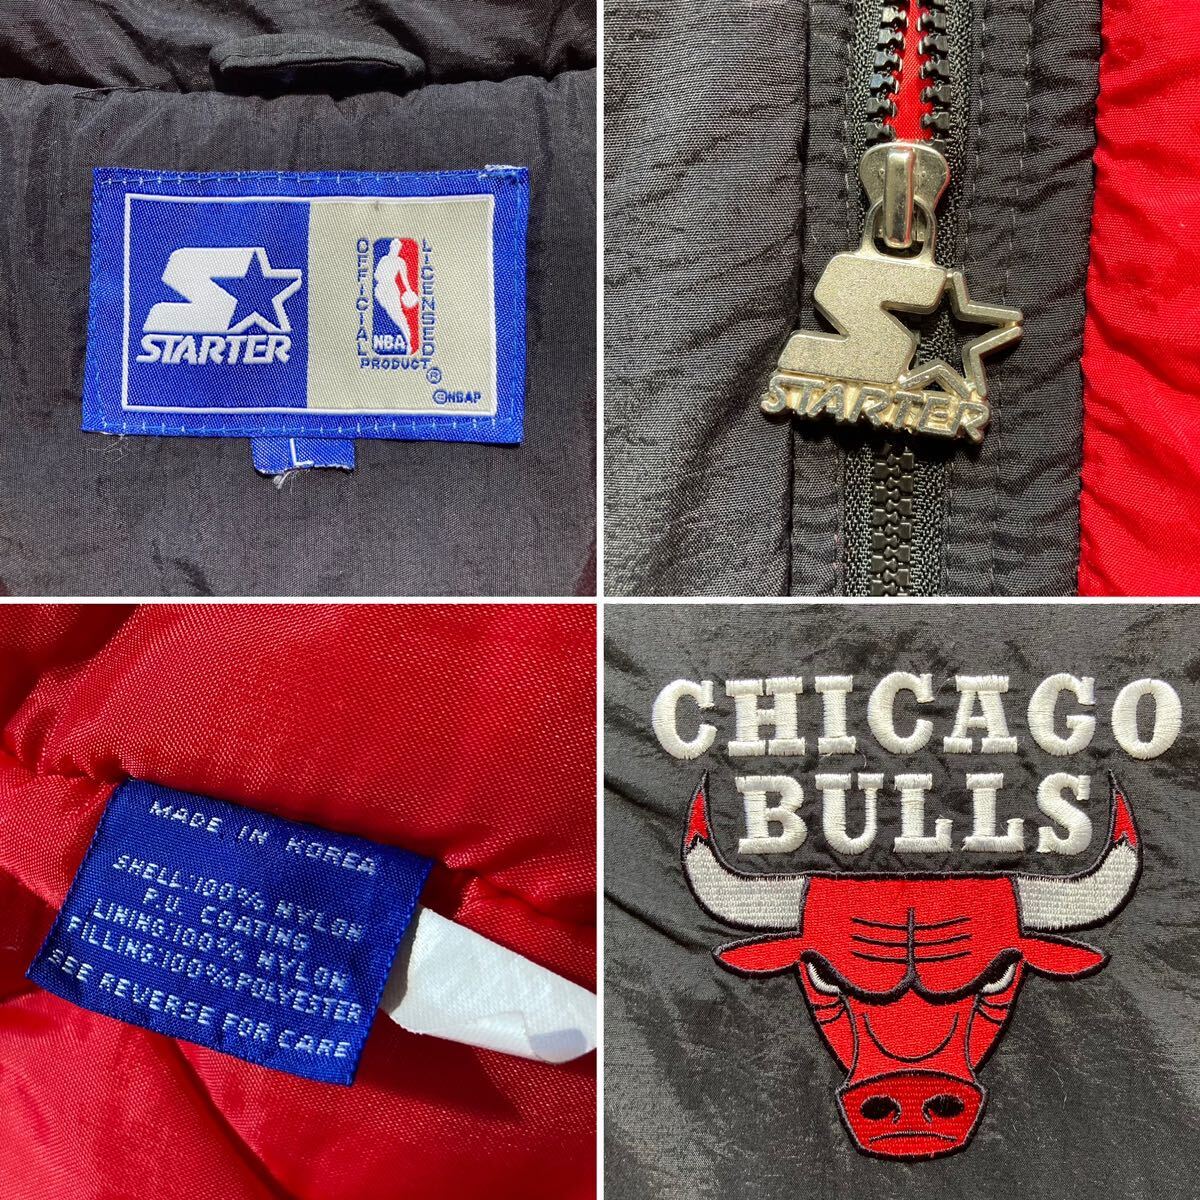 STARTER
OFFICIAL
LICENSED
NBA
PRODUCT®
©NBAP
L
STARTER
MADE IN KOREA
SHELL:100% NYLON
P.U. COATING
LINING:100% NYLON
FILLING:100%POLYESTER
SEE REVERSE FOR CARE
CHICAGO
BULLS